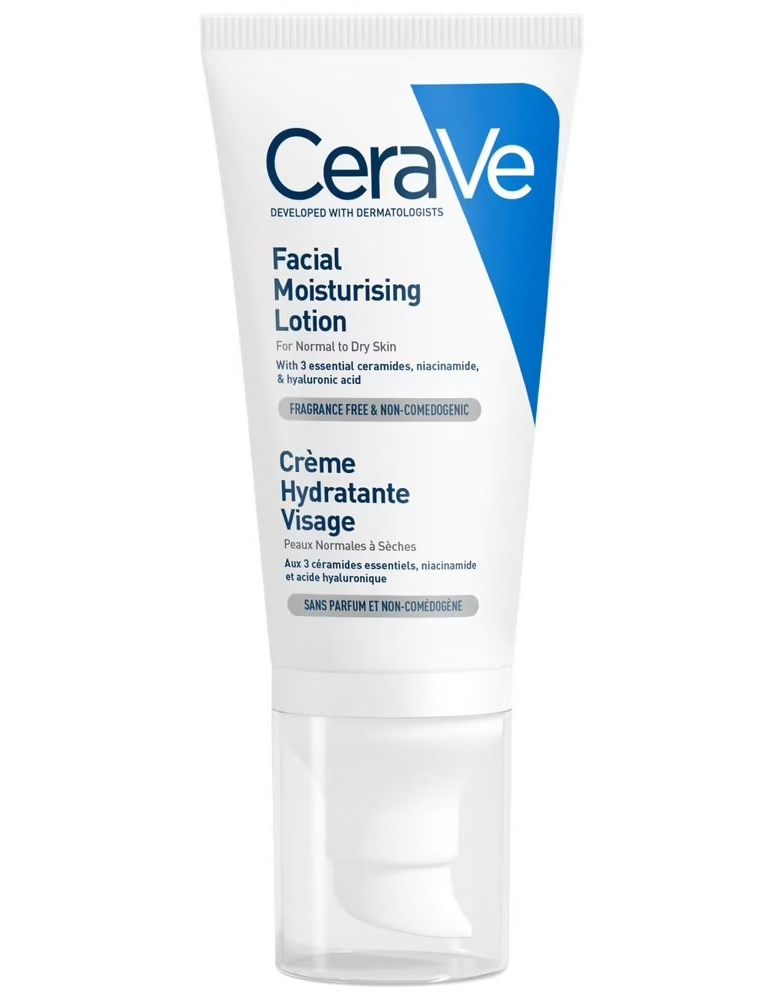 CeraVe
DEVELOPED WITH DERMATOLOGISTS
Facial
Moisturising
Lotion
For Normal to Dry Skin
With 3 essential ceramides, niacinamide,
& hyaluronic acid
FRAGRANCE FREE & NON-COMEDOGENIC
Crème
Hydratante
Visage
Peaux Normales à Sèches
Aux 3 céramides essentiels, niacinamide
et acide hyaluronique
SANS PARFUM ET NON-COMÉDOGÈNE